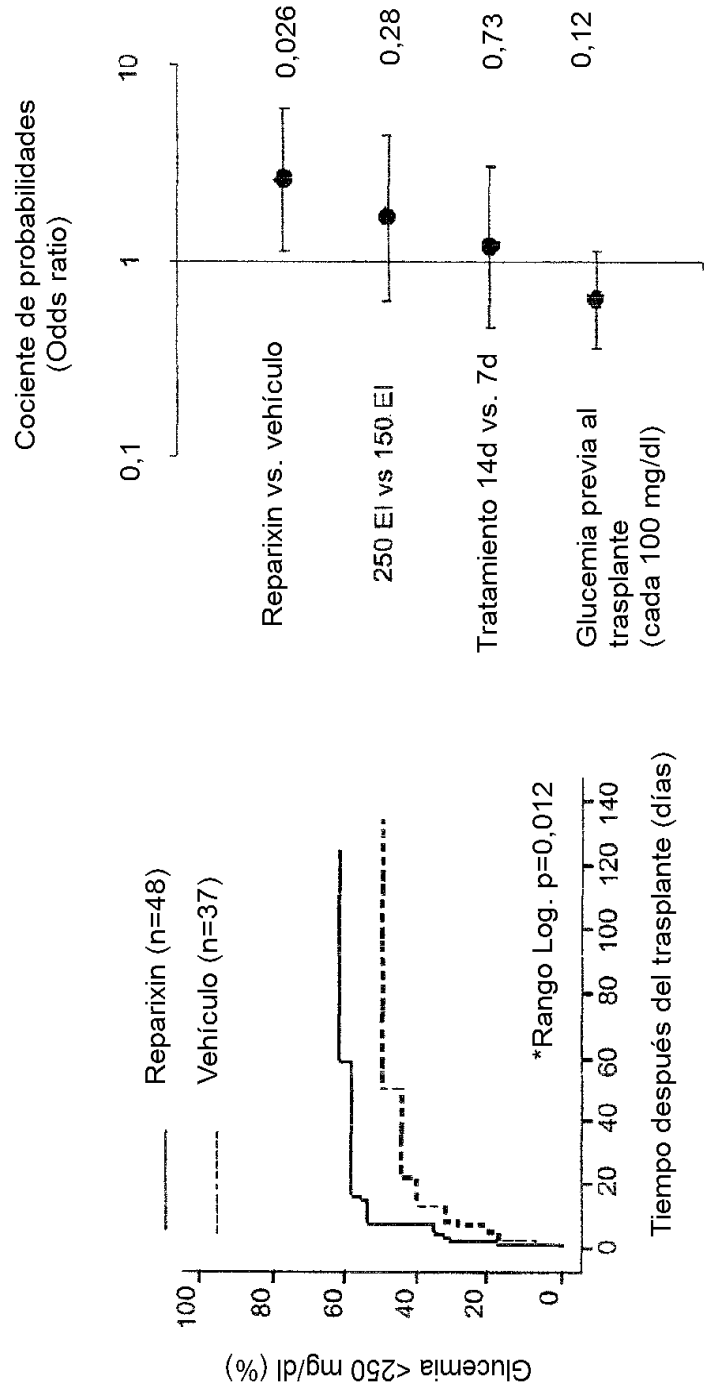 Reparixin (n=48)
Vehículo (n=37)
Glucemia <250 mg/dl (%)
100
80
60
40
20
0
*Rango Log. p=0,012
0
20
40
60
80
100
120
140
Tiempo después del trasplante (días)
Cociente de probabilidades
(Odds ratio)
0,1
1
10
Reparixin vs. vehículo
0,026
250 EI vs 150 EI
0,28
Tratamiento 14d vs. 7d
0,73
Glucemia previa al
trasplante
(cada 100 mg/dl)
0,12